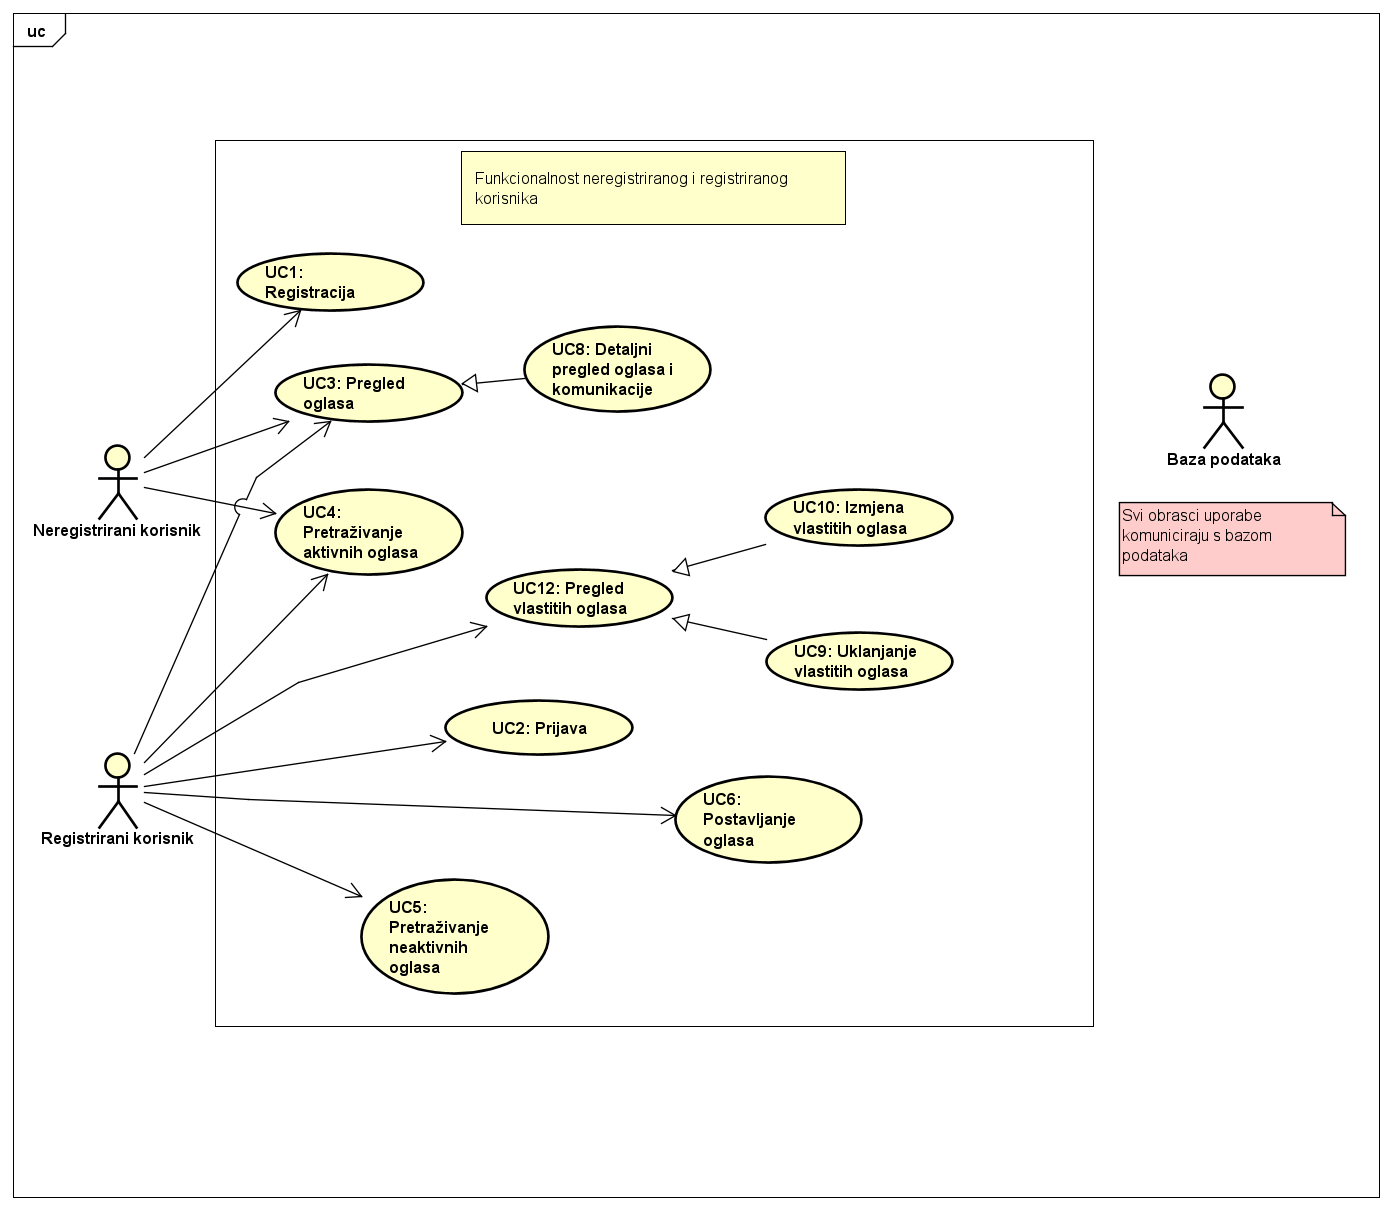 uc
Funkcionalnost neregistriranog i registriranog
korisnika
UC1:
Registracija
UC8: Detaljni
pregled oglasa i
komunikacije
UC3: Pregled
oglasa
Baza podataka
Neregistrirani korisnik
UC4:
Pretraživanje
aktivnih oglasa
UC10: Izmjena
vlastitih oglasa
Svi obrasci uporabe
komuniciraju s bazom
podataka
UC12: Pregled
vlastitih oglasa
UC9: Uklanjanje
vlastitih oglasa
UC2: Prijava
UC6:
Postavljanje
oglasa
Registrirani korisnik
UC5:
Pretraživanje
neaktivnih
oglasa